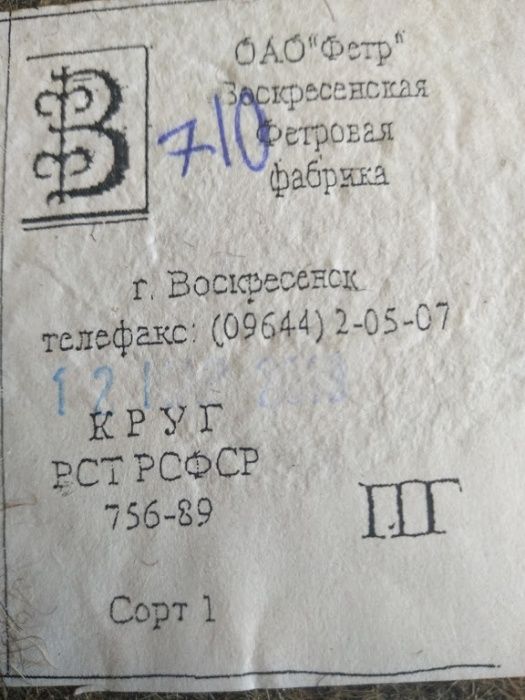 В
ОАО"Фетр"
Воскресенская
710
Фетровая
фабрика
г. Воскресенск
телефакс: (09644) 2-05-07
12
КРУГ
РСТ РСФСР
756-89
ПГ
Сорт 1